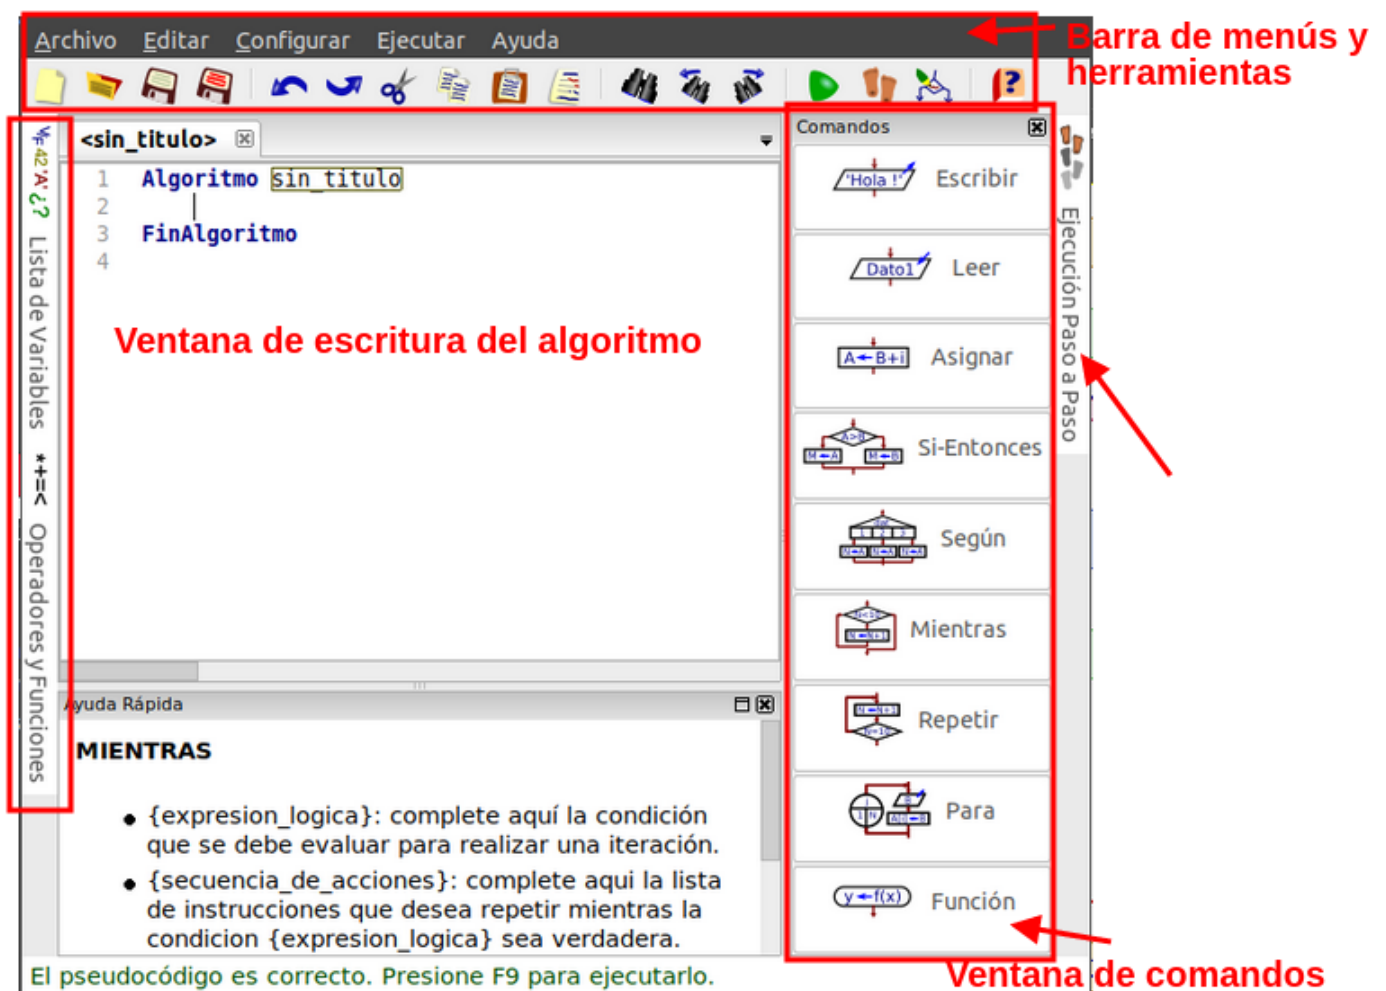 Archivo Editar Configurar Ejecutar Ayuda
Barra de menús y
herramientas
<sin_titulo>
1 Algoritmo sin_titulo
2
3 FinAlgoritmo
4
Ventana de escritura del algoritmo
42 'A' ¿? Lista de Variables
*+=< Operadores y Funciones
Comandos
'Hola !' Escribir
Dato1 Leer
A←B+i Asignar
A>B
M←A M←B
Si-Entonces
1 2 3
Según
Mientras
Repetir
Para
y←f(x) Función
Ejecución Paso a Paso
Ayuda Rápida
MIENTRAS
• {expresion_logica}: complete aquí la condición
que se debe evaluar para realizar una iteración.
• {secuencia_de_acciones}: complete aqui la lista
de instrucciones que desea repetir mientras la
condicion {expresion_logica} sea verdadera.
El pseudocódigo es correcto. Presione F9 para ejecutarlo.
Ventana de comandos